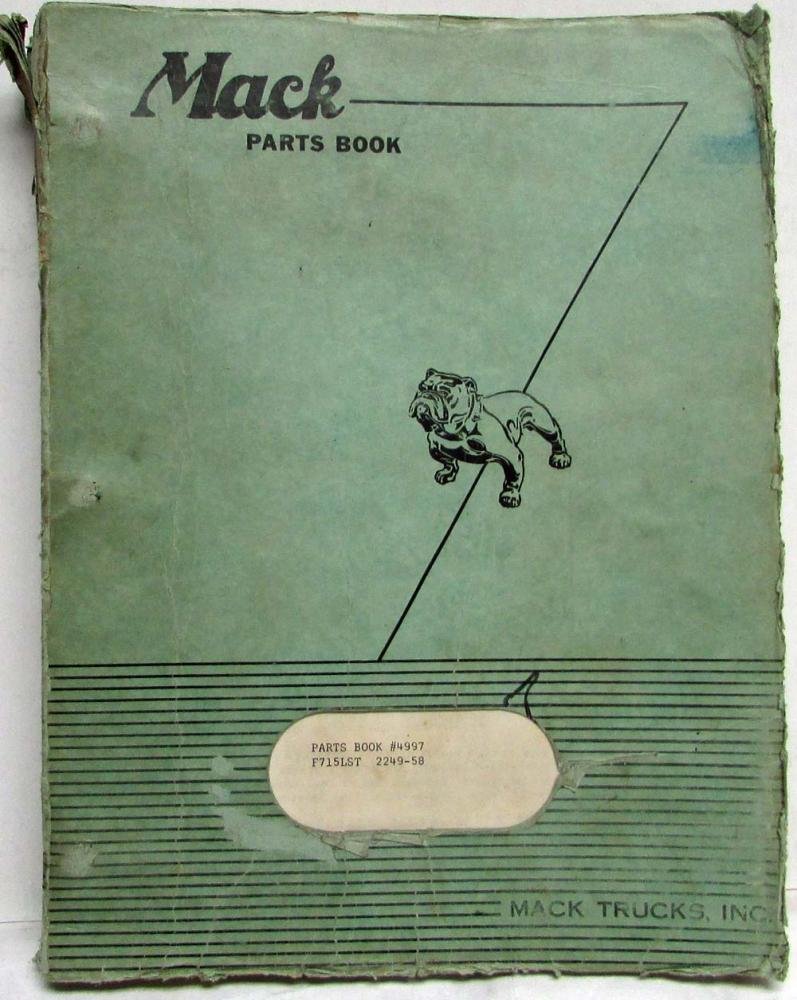 Mack
PARTS BOOK
PARTS BOOK #4997
F715LST 2249-58
MACK TRUCKS, INC.